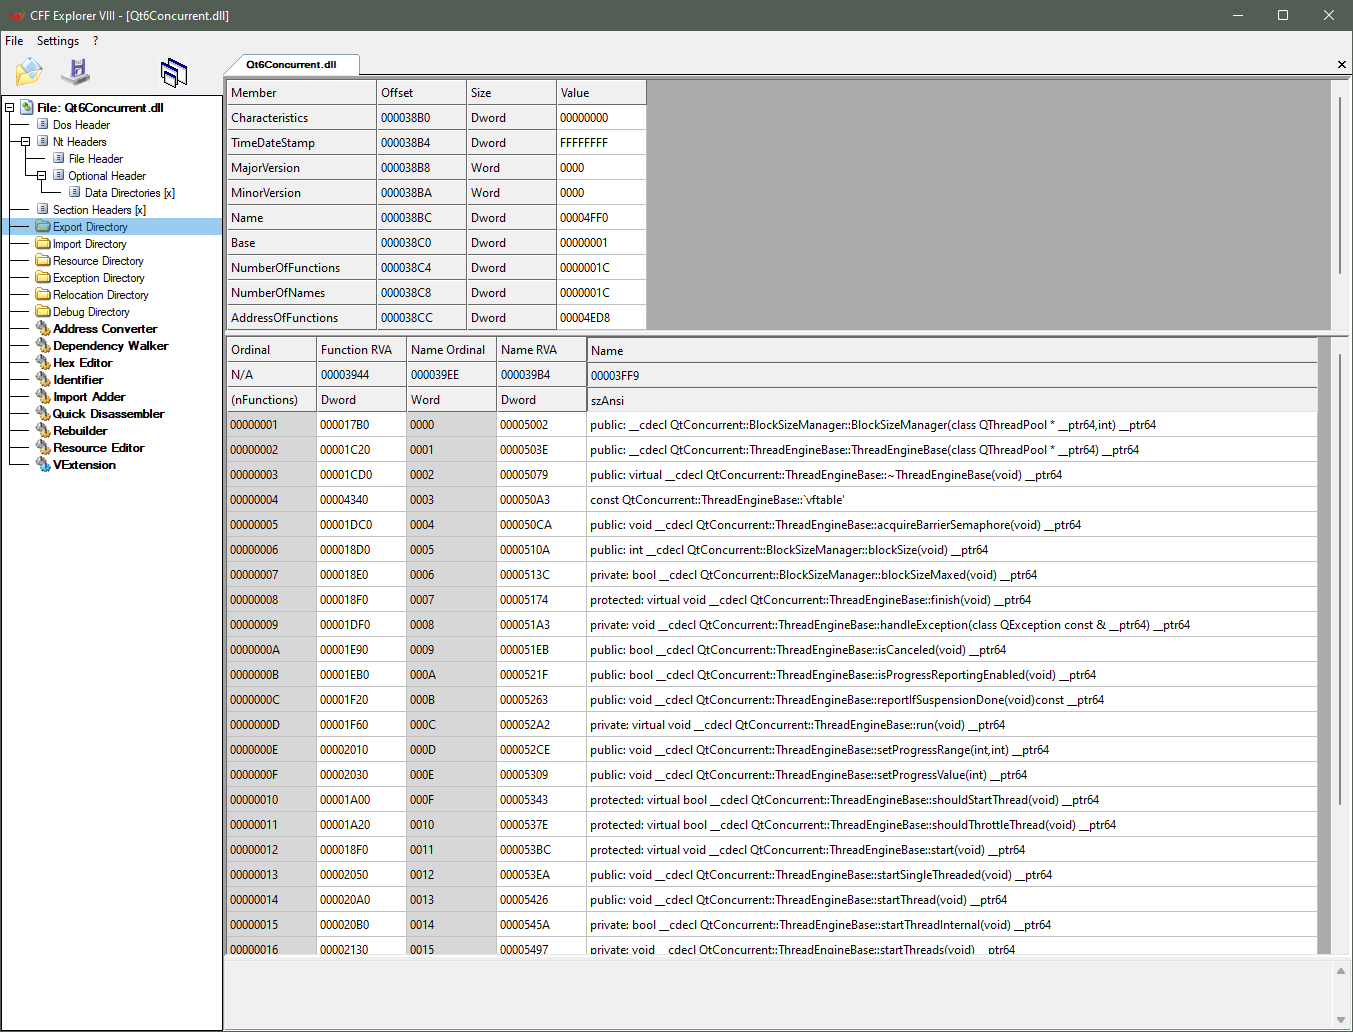 CFF Explorer VIII - [Qt6Concurrent.dll]
File Settings ?
Qt6Concurrent.dll
File: Qt6Concurrent.dll
Dos Header
Nt Headers
File Header
Optional Header
Data Directories [x]
Section Headers [x]
Export Directory
Import Directory
Resource Directory
Exception Directory
Relocation Directory
Debug Directory
Address Converter
Dependency Walker
Hex Editor
Identifier
Import Adder
Quick Disassembler
Rebuilder
Resource Editor
VExtension
Member Offset Size Value
Characteristics 000038B0 Dword 00000000
TimeDateStamp 000038B4 Dword FFFFFFFF
MajorVersion 000038B8 Word 0000
MinorVersion 000038BA Word 0000
Name 000038BC Dword 00004FF0
Base 000038C0 Dword 00000001
NumberOfFunctions 000038C4 Dword 0000001C
NumberOfNames 000038C8 Dword 0000001C
AddressOfFunctions 000038CC Dword 00004ED8
Ordinal Function RVA Name Ordinal Name RVA Name
N/A 00003944 000039EE 000039B4 00003FF9
(nFunctions) Dword Word Dword szAnsi
00000001 000017B0 0000 00005002 public: __cdecl QtConcurrent::BlockSizeManager::BlockSizeManager(class QThreadPool * __ptr64,int) __ptr64
00000002 00001C20 0001 0000503E public: __cdecl QtConcurrent::ThreadEngineBase::ThreadEngineBase(class QThreadPool * __ptr64) __ptr64
00000003 00001CD0 0002 00005079 public: virtual __cdecl QtConcurrent::ThreadEngineBase::~ThreadEngineBase(void) __ptr64
00000004 00004340 0003 000050A3 const QtConcurrent::ThreadEngineBase::`vftable'
00000005 00001DC0 0004 000050CA public: void __cdecl QtConcurrent::ThreadEngineBase::acquireBarrierSemaphore(void) __ptr64
00000006 000018D0 0005 0000510A public: int __cdecl QtConcurrent::BlockSizeManager::blockSize(void) __ptr64
00000007 000018E0 0006 0000513C private: bool __cdecl QtConcurrent::BlockSizeManager::blockSizeMaxed(void) __ptr64
00000008 000018F0 0007 00005174 protected: virtual void __cdecl QtConcurrent::ThreadEngineBase::finish(void) __ptr64
00000009 00001DF0 0008 000051A3 private: void __cdecl QtConcurrent::ThreadEngineBase::handleException(class QException const & __ptr64) __ptr64
0000000A 00001E90 0009 000051EB public: bool __cdecl QtConcurrent::ThreadEngineBase::isCanceled(void) __ptr64
0000000B 00001EB0 000A 0000521F public: bool __cdecl QtConcurrent::ThreadEngineBase::isProgressReportingEnabled(void) __ptr64
0000000C 00001F20 000B 00005263 public: void __cdecl QtConcurrent::ThreadEngineBase::reportIfSuspensionDone(void)const __ptr64
0000000D 00001F60 000C 000052A2 private: virtual void __cdecl QtConcurrent::ThreadEngineBase::run(void) __ptr64
0000000E 00002010 000D 000052CE public: void __cdecl QtConcurrent::ThreadEngineBase::setProgressRange(int,int) __ptr64
0000000F 00002030 000E 00005309 public: void __cdecl QtConcurrent::ThreadEngineBase::setProgressValue(int) __ptr64
00000010 00001A00 000F 00005343 protected: virtual bool __cdecl QtConcurrent::ThreadEngineBase::shouldStartThread(void) __ptr64
00000011 00001A20 0010 0000537E protected: virtual bool __cdecl QtConcurrent::ThreadEngineBase::shouldThrottleThread(void) __ptr64
00000012 000018F0 0011 000053BC protected: virtual void __cdecl QtConcurrent::ThreadEngineBase::start(void) __ptr64
00000013 00002050 0012 000053EA public: void __cdecl QtConcurrent::ThreadEngineBase::startSingleThreaded(void) __ptr64
00000014 000020A0 0013 00005426 public: void __cdecl QtConcurrent::ThreadEngineBase::startThread(void) __ptr64
00000015 000020B0 0014 0000545A private: bool __cdecl QtConcurrent::ThreadEngineBase::startThreadInternal(void) __ptr64
00000016 00002130 0015 00005497 private: void __cdecl QtConcurrent::ThreadEngineBase::startThreads(void) __ptr64